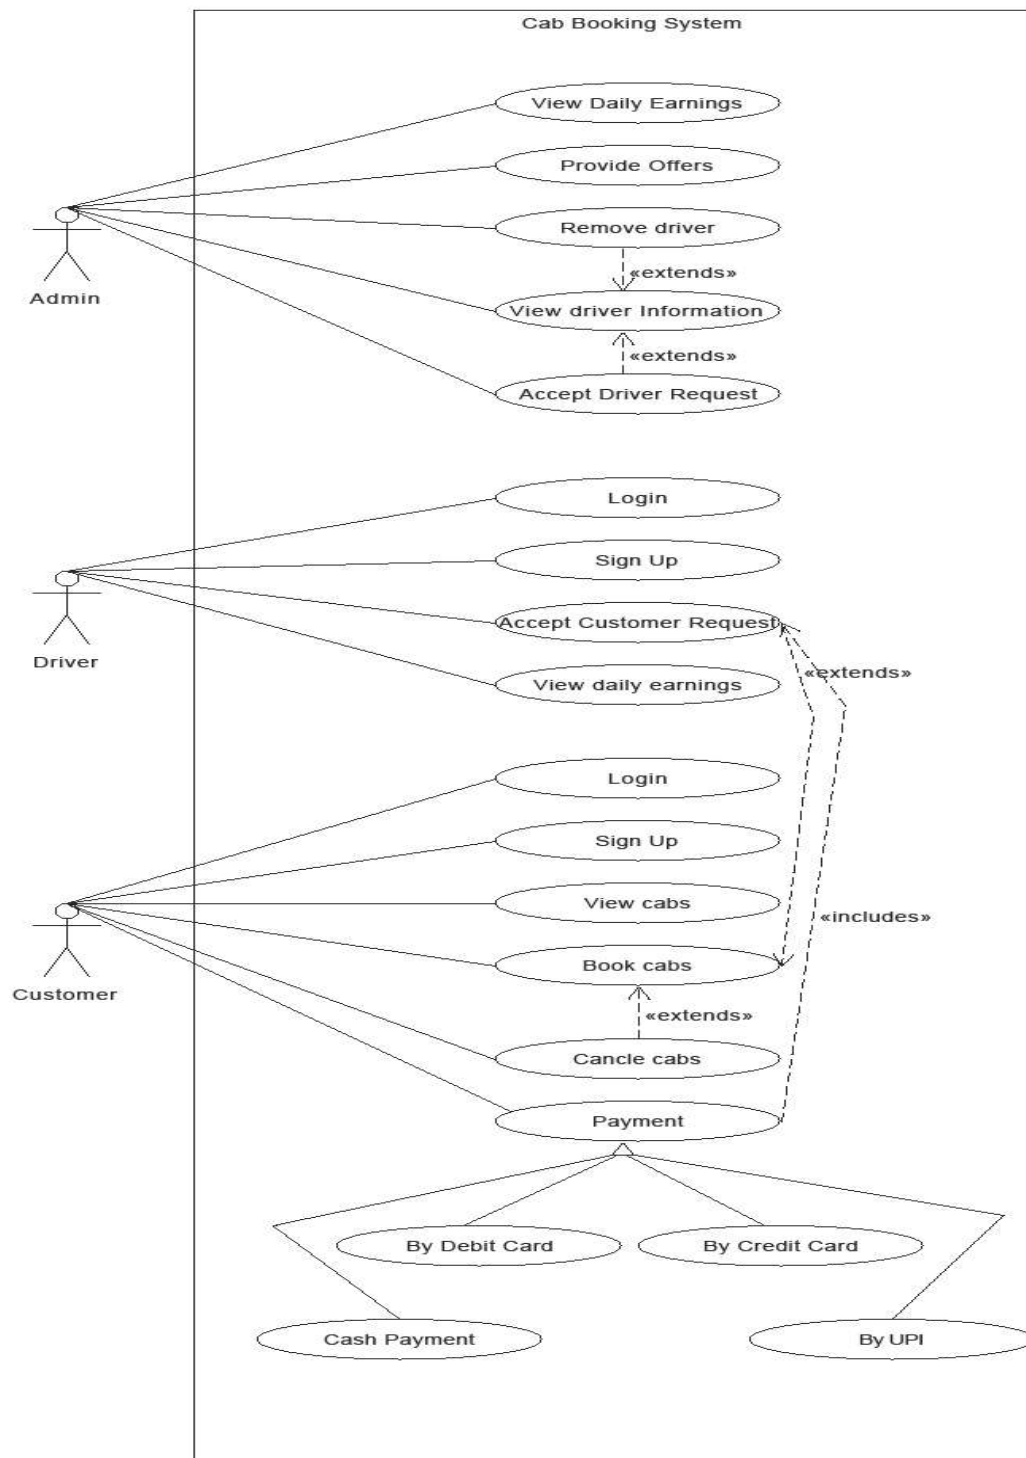 Cab Booking System
View Daily Earnings
Provide Offers
Remove driver
«extends»
Admin
View driver Information
«extends»
Accept Driver Request
Login
Sign Up
Accept Customer Request
Driver
«extends»
View daily earnings
Login
Sign Up
View cabs
«includes»
Book cabs
Customer
«extends»
Cancle cabs
Payment
By Debit Card
By Credit Card
Cash Payment
By UPI